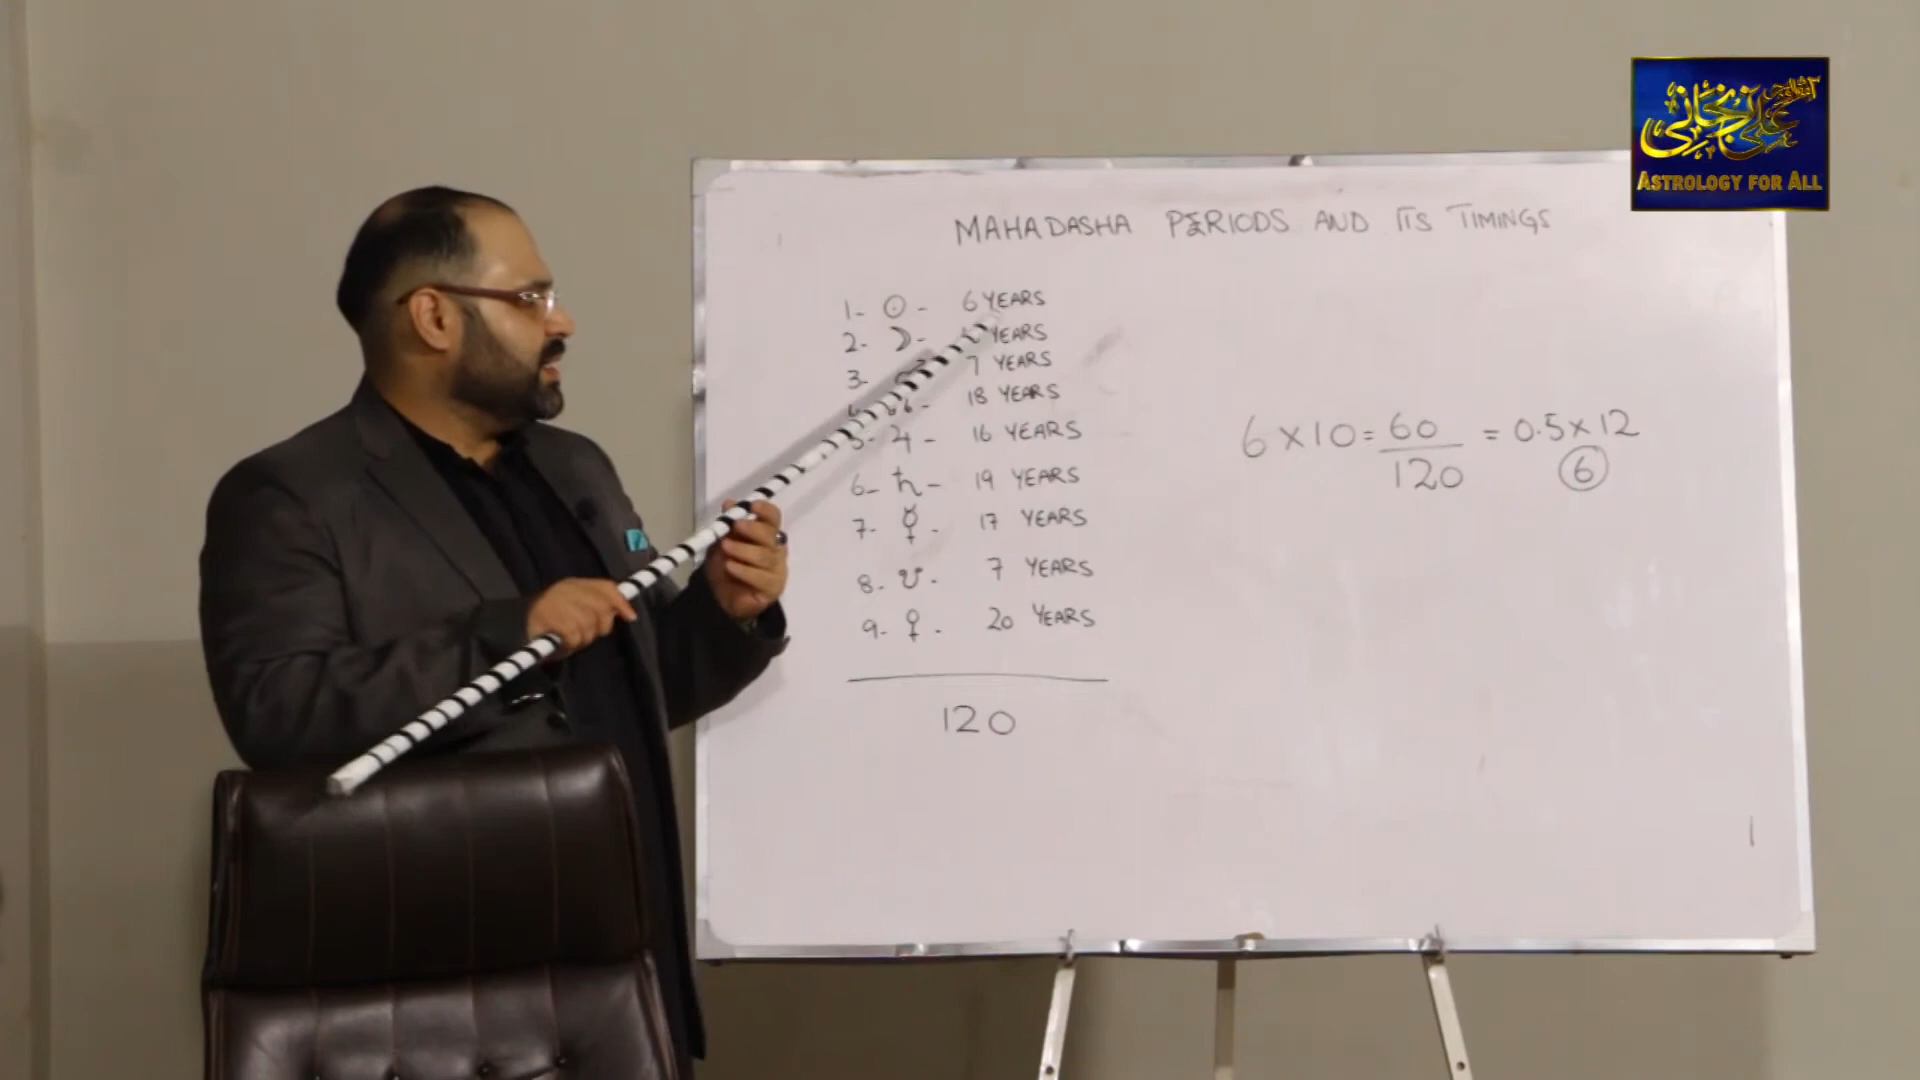 علی زنجانی
ASTROLOGY FOR ALL
MAHADASHA PERIODS AND ITS TIMINGS
1- ☉ - 6 YEARS
2- ☽ - YEARS
3- 7 YEARS
18 YEARS
5- ♃ - 16 YEARS
6- ♄ - 19 YEARS
7- ☿ - 17 YEARS
8- ☋ - 7 YEARS
9- ♀ - 20 YEARS
120
6 x 10 = 60/120 = 0.5 x 12
6